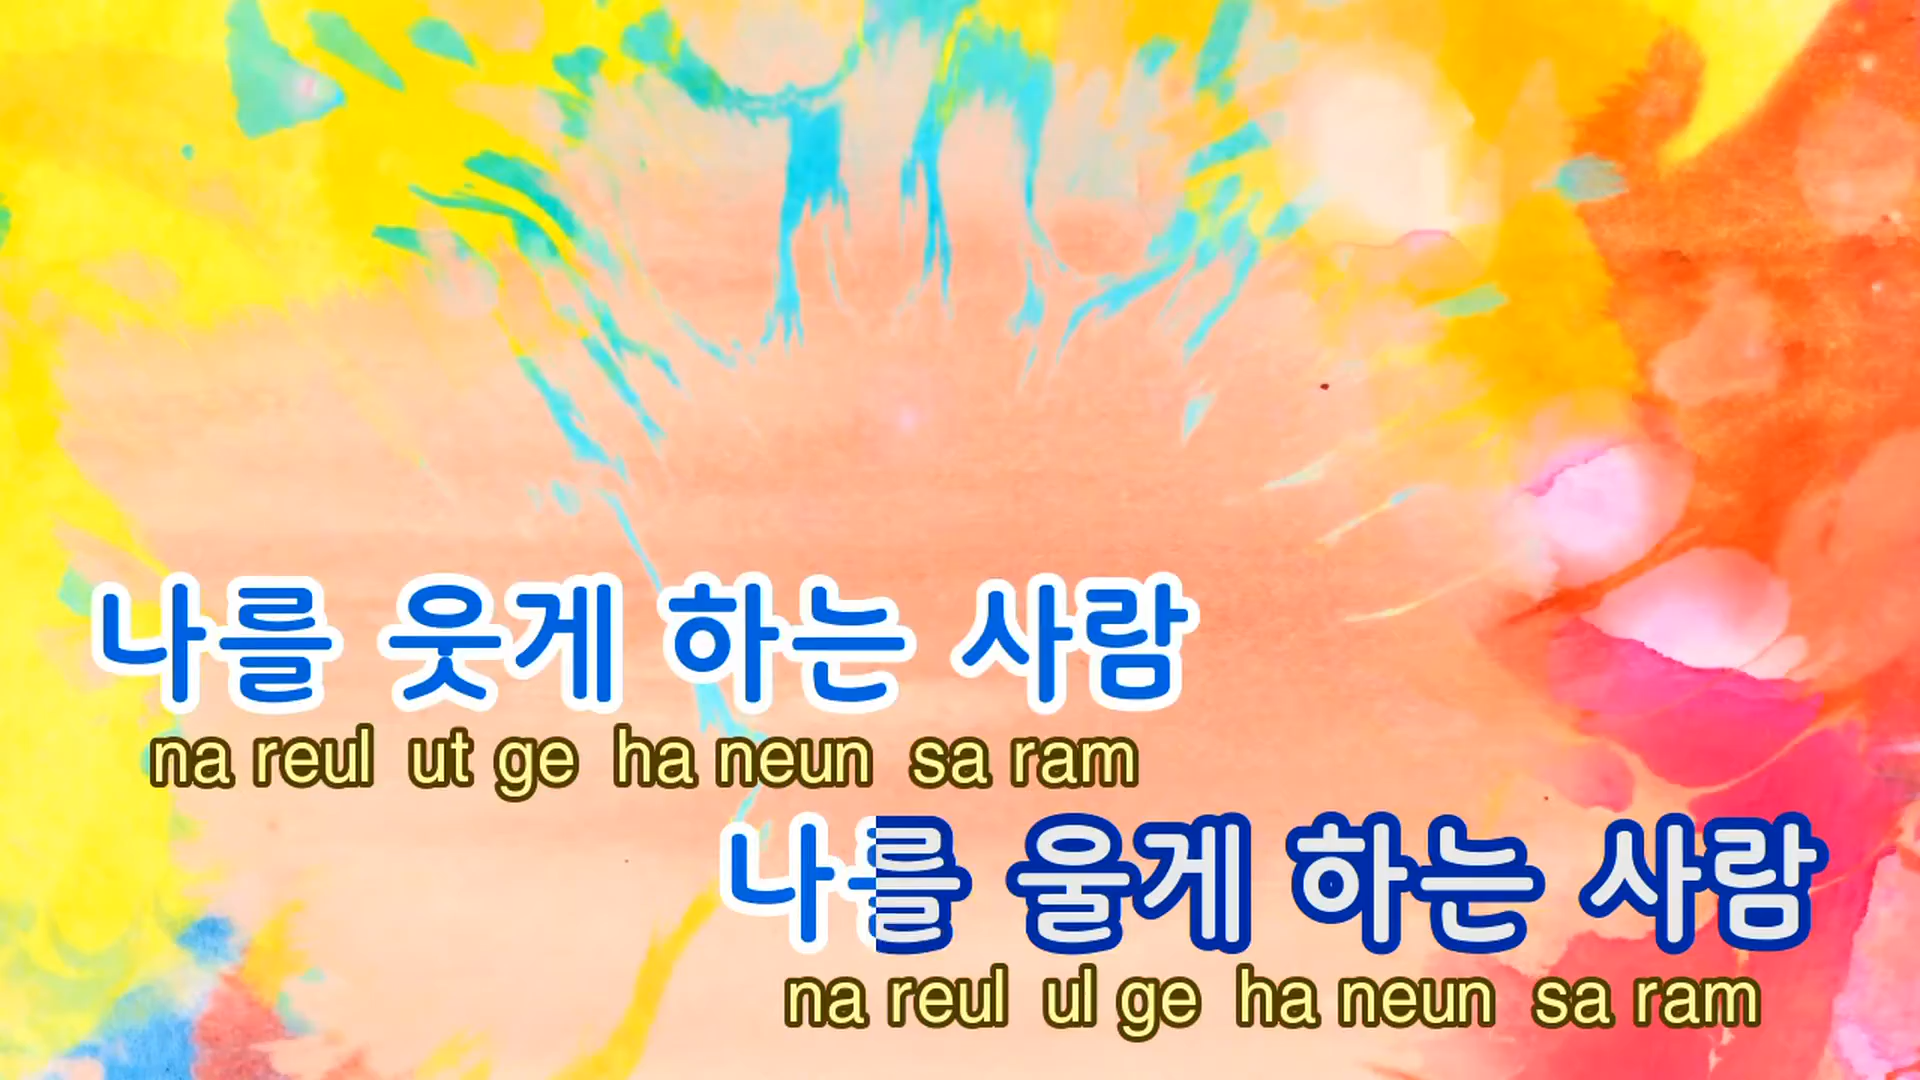 나를 웃게 하는 사람
na reul ut ge ha neun sa ram
나를 울게 하는 사람
na reul ul ge ha neun sa ram